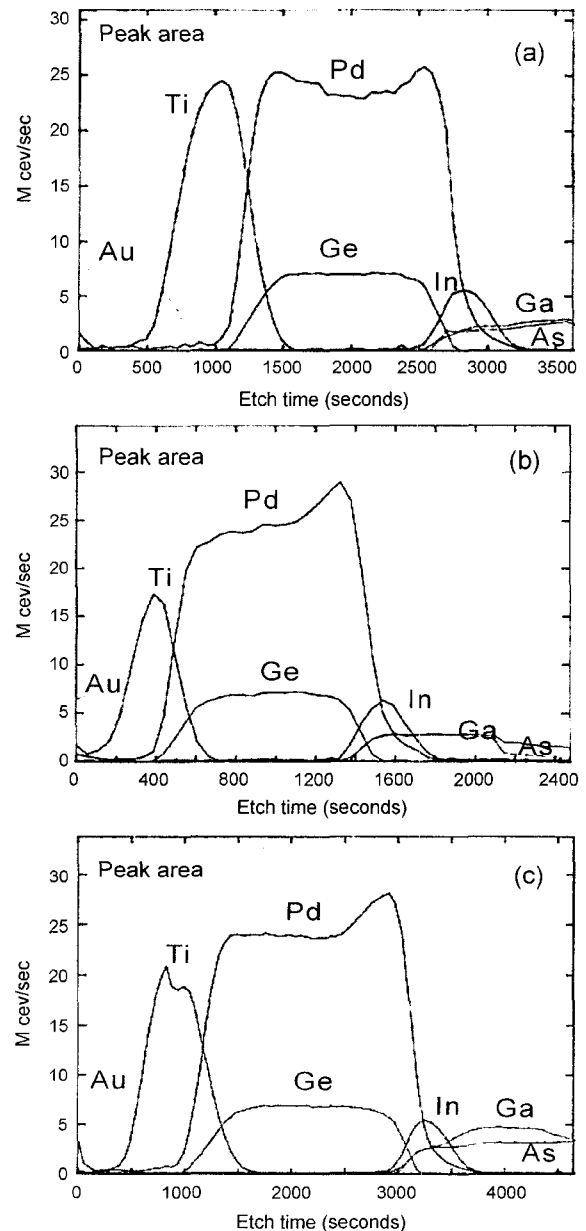 Peak area
(a)
30
25
20
15
10
5
0
M cev/sec
Au
Ti
Pd
Ge
In
Ga
As
0 500 1000 1500 2000 2500 3000 3500
Etch time (seconds)
Peak area
(b)
30
25
20
15
10
5
0
M cev/sec
Au
Ti
Pd
Ge
In
Ga
As
0 400 800 1200 1600 2000 2400
Etch time (seconds)
Peak area
(c)
30
25
20
15
10
5
0
M cev/sec
Au
Ti
Pd
Ge
In
Ga
As
0 1000 2000 3000 4000
Etch time (seconds)